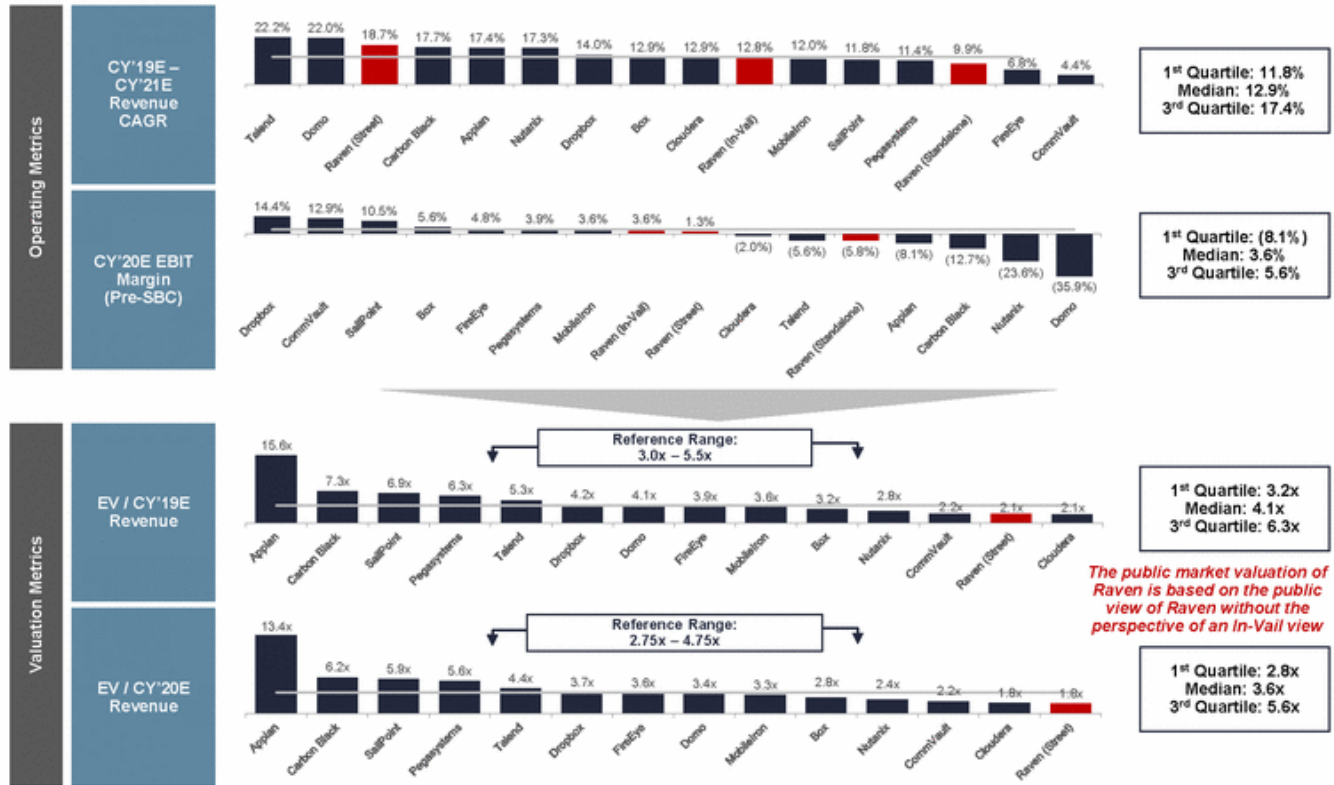 Operating Metrics
CY'19E –
CY'21E
Revenue
CAGR
22.2% 22.0% 18.7% 17.7% 17.4% 17.3% 14.0% 12.9% 12.9% 12.8% 12.0% 11.8% 11.4% 9.9% 6.8% 4.4%
Talend Domo Raven (Street) Carbon Black Appian Nutanix Dropbox Box Cloudera Raven (In-Vail) MobileIron SailPoint Pegasystems Raven (Standalone) FireEye CommVault
1st Quartile: 11.8%
Median: 12.9%
3rd Quartile: 17.4%
CY'20E EBIT
Margin
(Pre-SBC)
14.4% 12.9% 10.5% 5.6% 4.8% 3.9% 3.6% 3.6% 1.3% (2.0%) (5.6%) (5.8%) (8.1%) (12.7%) (23.6%) (35.9%)
Dropbox CommVault SailPoint Box FireEye Pegasystems MobileIron Raven (In-Vail) Raven (Street) Cloudera Talend Raven (Standalone) Appian Carbon Black Nutanix Domo
1st Quartile: (8.1%)
Median: 3.6%
3rd Quartile: 5.6%
Valuation Metrics
EV / CY'19E
Revenue
Reference Range:
3.0x – 5.5x
15.6x 7.3x 6.9x 6.3x 5.3x 4.2x 4.1x 3.9x 3.6x 3.2x 2.8x 2.2x 2.1x 2.1x
Appian Carbon Black SailPoint Pegasystems Talend Dropbox Domo FireEye MobileIron Box Nutanix CommVault Raven (Street) Cloudera
1st Quartile: 3.2x
Median: 4.1x
3rd Quartile: 6.3x
The public market valuation of
Raven is based on the public
view of Raven without the
perspective of an In-Vail view
EV / CY'20E
Revenue
Reference Range:
2.75x – 4.75x
13.4x 6.2x 5.9x 5.6x 4.4x 3.7x 3.6x 3.4x 3.3x 2.8x 2.4x 2.2x 1.8x 1.8x
Appian Carbon Black SailPoint Pegasystems Talend Dropbox FireEye Domo MobileIron Box Nutanix CommVault Cloudera Raven (Street)
1st Quartile: 2.8x
Median: 3.6x
3rd Quartile: 5.6x